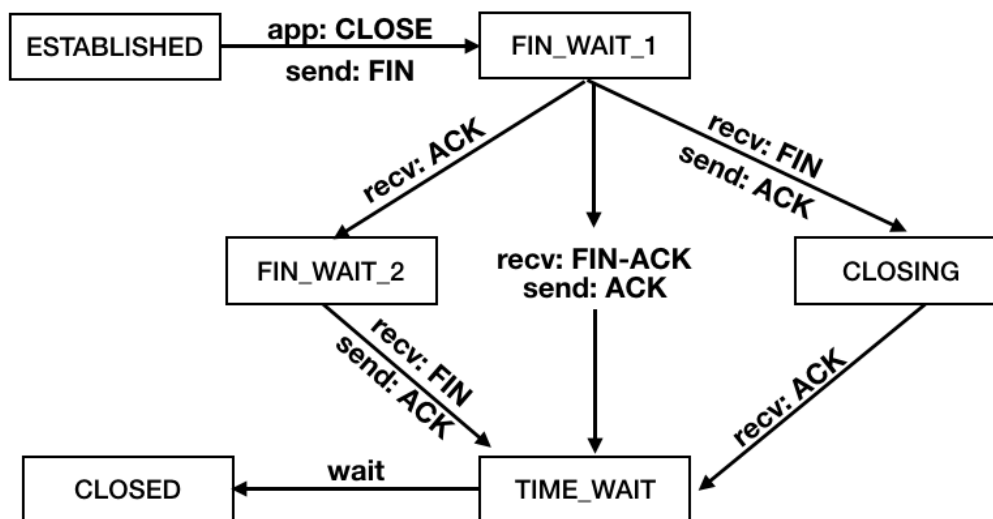 app: CLOSE
ESTABLISHED
FIN_WAIT_1
send: FIN
recv: ACK
recv: FIN
send: ACK
FIN_WAIT_2
recv: FIN-ACK
send: ACK
CLOSING
recv: FIN
send: ACK
recv: ACK
wait
CLOSED
TIME_WAIT